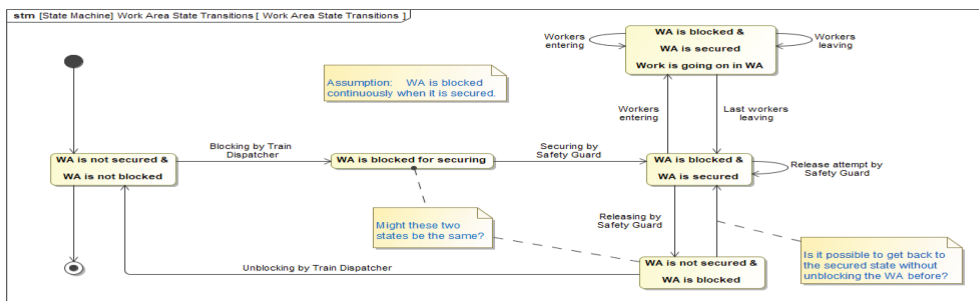 stm [State Machine] Work Area State Transitions [ Work Area State Transitions ]
WA is blocked &
WA is secured
Work is going on in WA
Workers
entering
Workers
leaving
Assumption: WA is blocked
continuously when it is secured.
Workers
entering
Last workers
leaving
Blocking by Train
Dispatcher
Securing by
Safety Guard
WA is not secured &
WA is not blocked
WA is blocked for securing
WA is blocked &
WA is secured
Release attempt by
Safety Guard
Might these two
states be the same?
Releasing by
Safety Guard
Is it possible to get back to
the secured state without
unblocking the WA before?
Unblocking by Train Dispatcher
WA is not secured &
WA is blocked